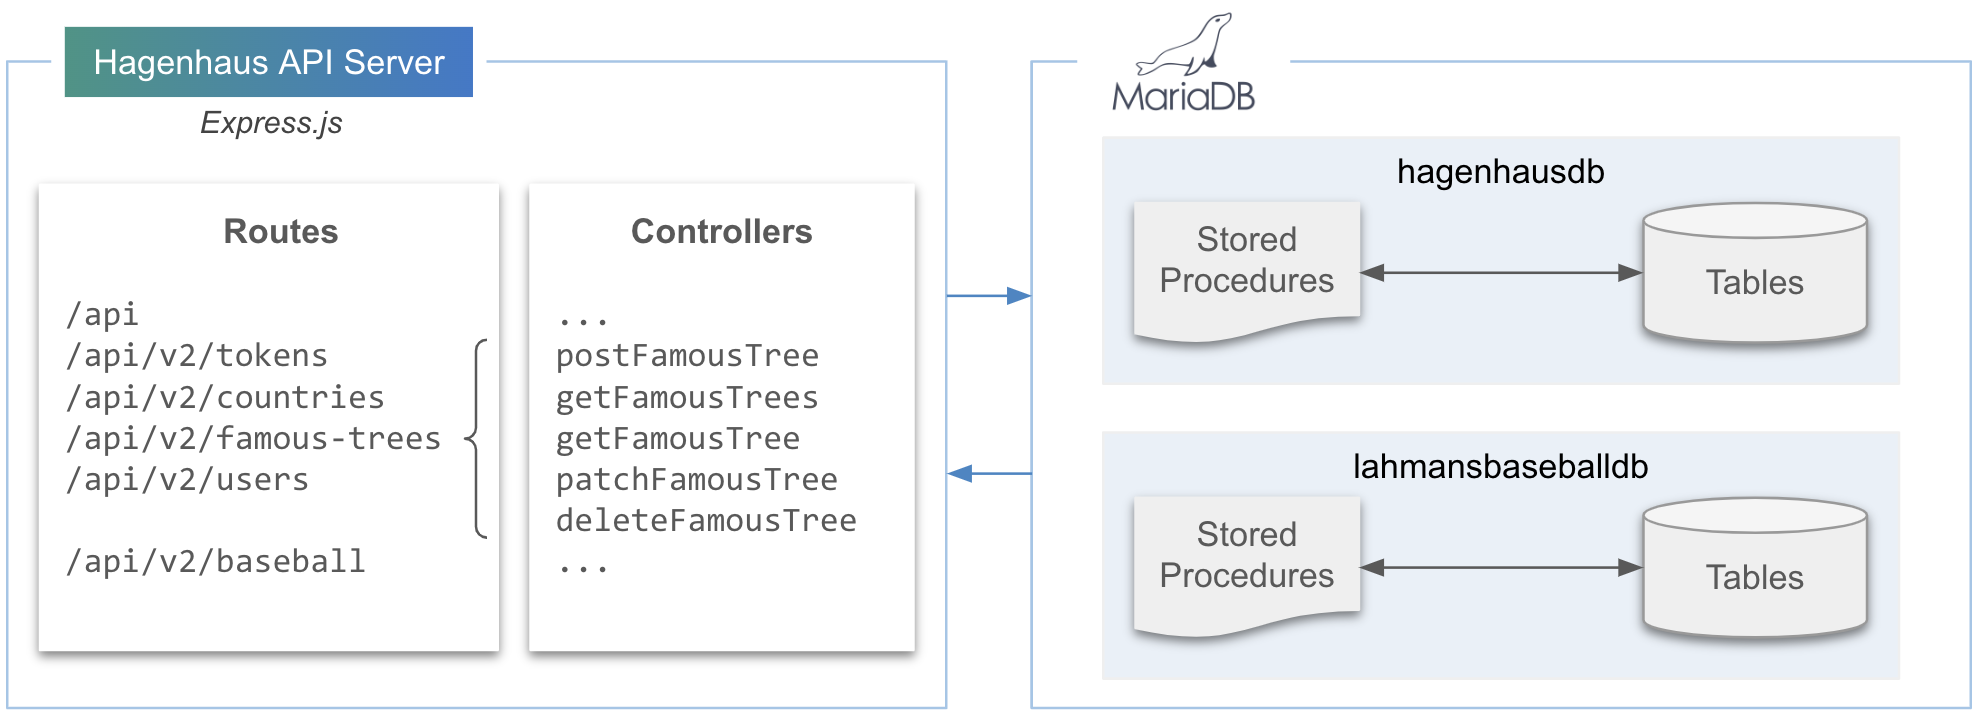 Hagenhaus API Server
Express.js
Routes
/api
/api/v2/tokens
/api/v2/countries
/api/v2/famous-trees
/api/v2/users
/api/v2/baseball
Controllers
...
postFamousTree
getFamousTrees
getFamousTree
patchFamousTree
deleteFamousTree
...
MariaDB
hagenhausdb
Stored
Procedures
Tables
lahmansbaseballdb
Stored
Procedures
Tables